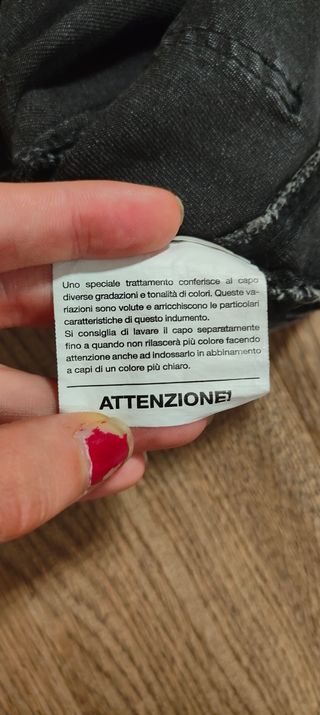 Uno speciale trattamento conferisce al capo
diverse gradazioni e tonalità di colori. Queste va-
riazioni sono volute e arricchiscono le particolari
caratteristiche di questo indumento.
Si consiglia di lavare il capo separatamente
fino a quando non rilascerà più colore facendo
attenzione anche ad indossarlo in abbinamento
a capi di un colore più chiaro.
ATTENZIONE!